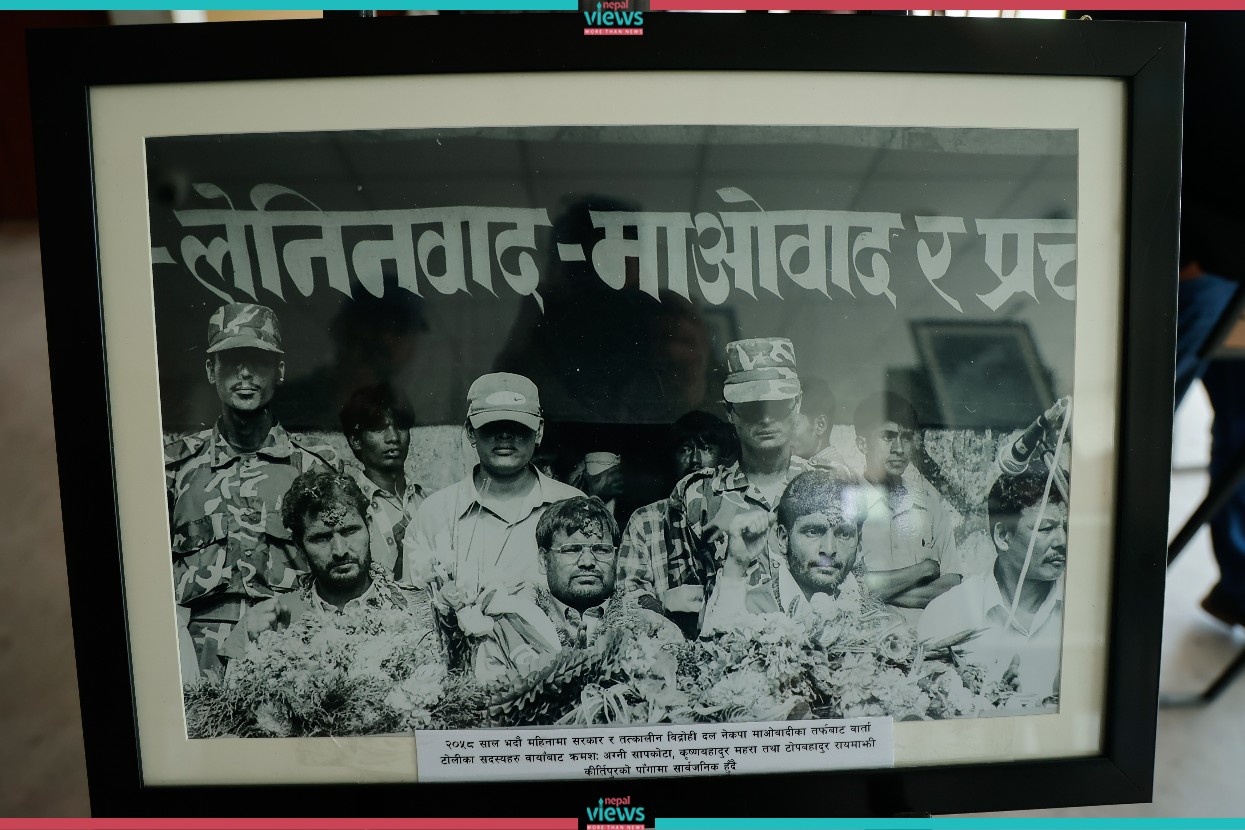 nepal
views
MORE THAN NEWS
-लेनिनवाद-माओवाद र प्रच
२०५८ साल भदौ महिनामा सरकार र तत्कालीन विद्रोही दल नेकपा माओवादीका तर्फबाट वार्ता
टोलीका सदस्यहरु बायाँबाट क्रमश: अग्नी सापकोटा, कृष्णबहादुर महरा तथा टोपबहादुर रायमाझी
कीर्तिपुरको पाँगामा सार्वजनिक हुँदै
nepal
views
MORE THAN NEWS